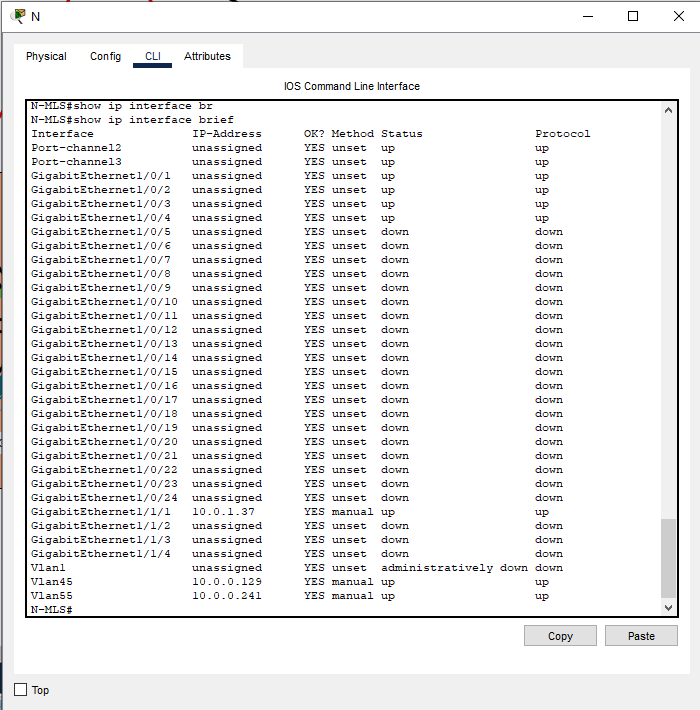 N
Physical Config CLI Attributes
IOS Command Line Interface
N-MLS#show ip interface br
N-MLS#show ip interface brief
Interface IP-Address OK? Method Status Protocol
Port-channel2 unassigned YES unset up up
Port-channel3 unassigned YES unset up up
GigabitEthernet1/0/1 unassigned YES unset up up
GigabitEthernet1/0/2 unassigned YES unset up up
GigabitEthernet1/0/3 unassigned YES unset up up
GigabitEthernet1/0/4 unassigned YES unset up up
GigabitEthernet1/0/5 unassigned YES unset down down
GigabitEthernet1/0/6 unassigned YES unset down down
GigabitEthernet1/0/7 unassigned YES unset down down
GigabitEthernet1/0/8 unassigned YES unset down down
GigabitEthernet1/0/9 unassigned YES unset down down
GigabitEthernet1/0/10 unassigned YES unset down down
GigabitEthernet1/0/11 unassigned YES unset down down
GigabitEthernet1/0/12 unassigned YES unset down down
GigabitEthernet1/0/13 unassigned YES unset down down
GigabitEthernet1/0/14 unassigned YES unset down down
GigabitEthernet1/0/15 unassigned YES unset down down
GigabitEthernet1/0/16 unassigned YES unset down down
GigabitEthernet1/0/17 unassigned YES unset down down
GigabitEthernet1/0/18 unassigned YES unset down down
GigabitEthernet1/0/19 unassigned YES unset down down
GigabitEthernet1/0/20 unassigned YES unset down down
GigabitEthernet1/0/21 unassigned YES unset down down
GigabitEthernet1/0/22 unassigned YES unset down down
GigabitEthernet1/0/23 unassigned YES unset down down
GigabitEthernet1/0/24 unassigned YES unset down down
GigabitEthernet1/1/1 10.0.1.37 YES manual up up
GigabitEthernet1/1/2 unassigned YES unset down down
GigabitEthernet1/1/3 unassigned YES unset down down
GigabitEthernet1/1/4 unassigned YES unset down down
Vlan1 unassigned YES unset administratively down down
Vlan45 10.0.0.129 YES manual up up
Vlan55 10.0.0.241 YES manual up up
N-MLS#
Copy Paste
Top